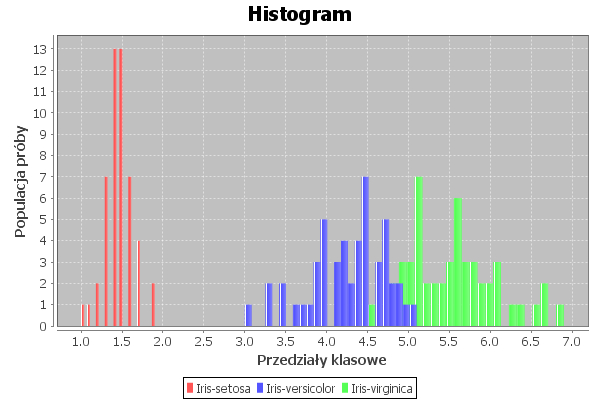 Histogram
Populacja próby
13
12
11
10
9
8
7
6
5
4
3
2
1
0
1.0 1.5 2.0 2.5 3.0 3.5 4.0 4.5 5.0 5.5 6.0 6.5 7.0
Przedziały klasowe
Iris-setosa Iris-versicolor Iris-virginica